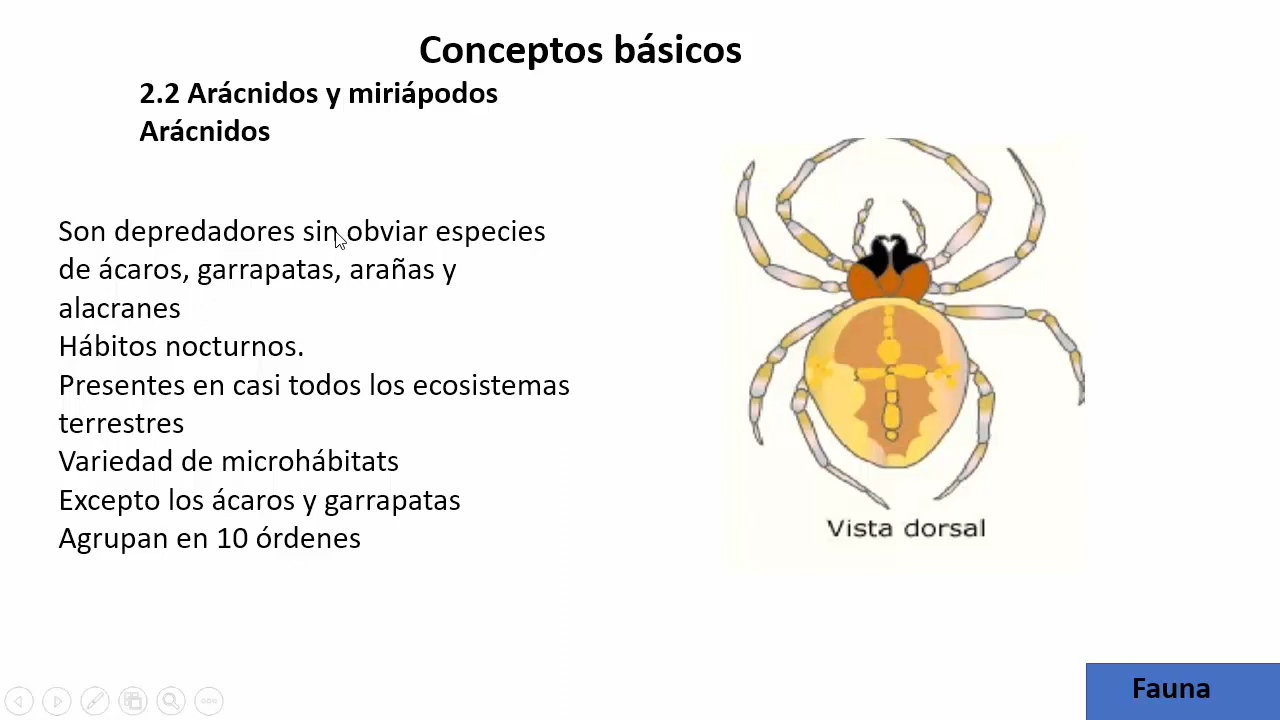 Conceptos básicos
2.2 Arácnidos y miriápodos
Arácnidos
Son depredadores sin obviar especies
de ácaros, garrapatas, arañas y
alacranes
Hábitos nocturnos.
Presentes en casi todos los ecosistemas
terrestres
Variedad de microhábitats
Excepto los ácaros y garrapatas
Agrupan en 10 órdenes
Vista dorsal
Fauna